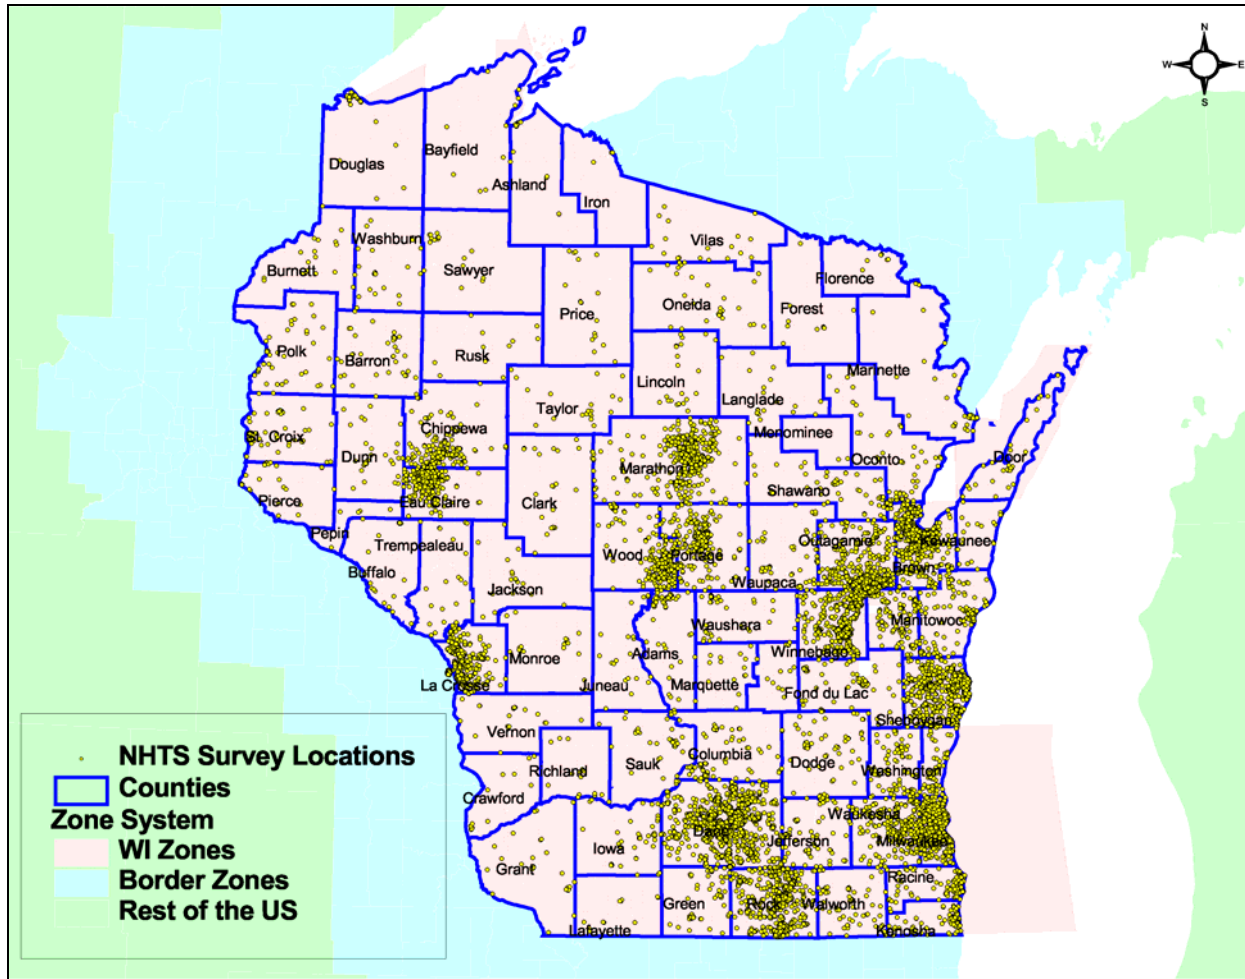 N
W E
S
Douglas
Bayfield
Ashland
Iron
Vilas
Washburn
Sawyer
Burnett
Florence
Oneida
Forest
Price
Polk
Barron
Rusk
Marinette
Lincoln
Langlade
Taylor
Chippewa
Menominee
St. Croix
Dunn
Marathon
Oconto
Door
Shawano
Pierce
Eau Claire
Clark
Pepin
Trempealeau
Wood
Portage
Outagamie
Kewaunee
Buffalo
Brown
Waupaca
Jackson
Waushara
Manitowoc
Monroe
Adams
Winnebago
La Crosse
Juneau
Marquette
Fond du Lac
Sheboygan
Vernon
Columbia
Richland
Sauk
Dodge
Washington
Crawford
Waukesha
Dane
Jefferson
Milwaukee
Iowa
Grant
Racine
Green
Rock
Walworth
Lafayette
Kenosha
NHTS Survey Locations
Counties
Zone System
WI Zones
Border Zones
Rest of the US